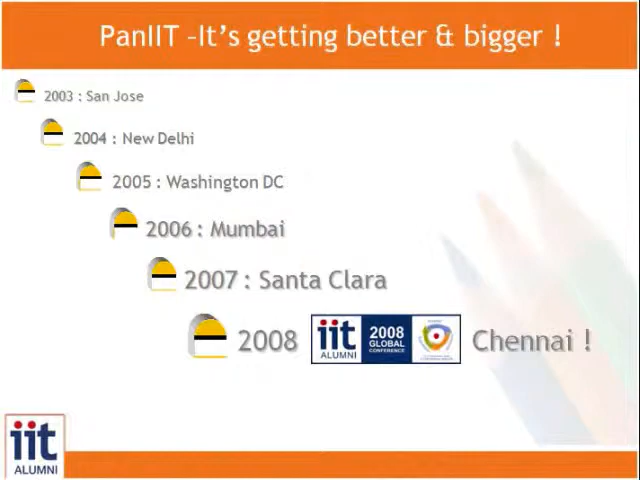 PanIIT –It's getting better & bigger !
2003 : San Jose
2004 : New Delhi
2005 : Washington DC
2006 : Mumbai
2007 : Santa Clara
2008 iit ALUMNI 2008 GLOBAL CONFERENCE Chennai !
iit
ALUMNI